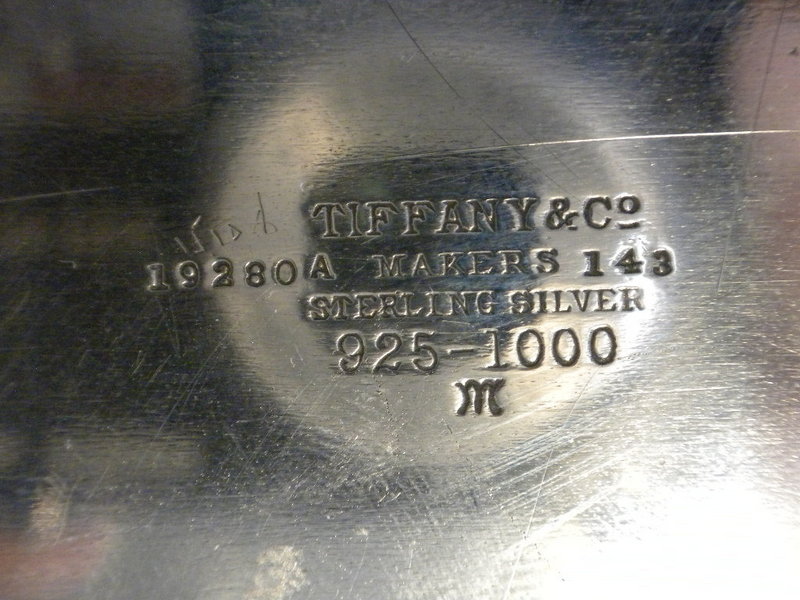 TIFFANY & Cº
19280A MAKERS 143
STERLING SILVER
925-1000
M